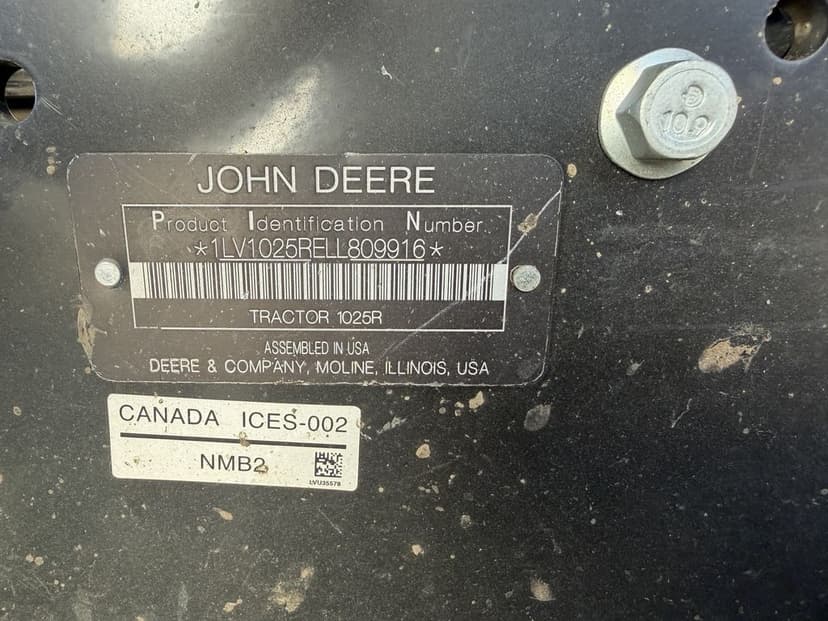 10.9
JOHN DEERE
Product Identification Number
*1LV1025RELL809916*
TRACTOR 1025R
ASSEMBLED IN USA
DEERE & COMPANY, MOLINE, ILLINOIS, USA
CANADA ICES-002
NMB2
LVU35578